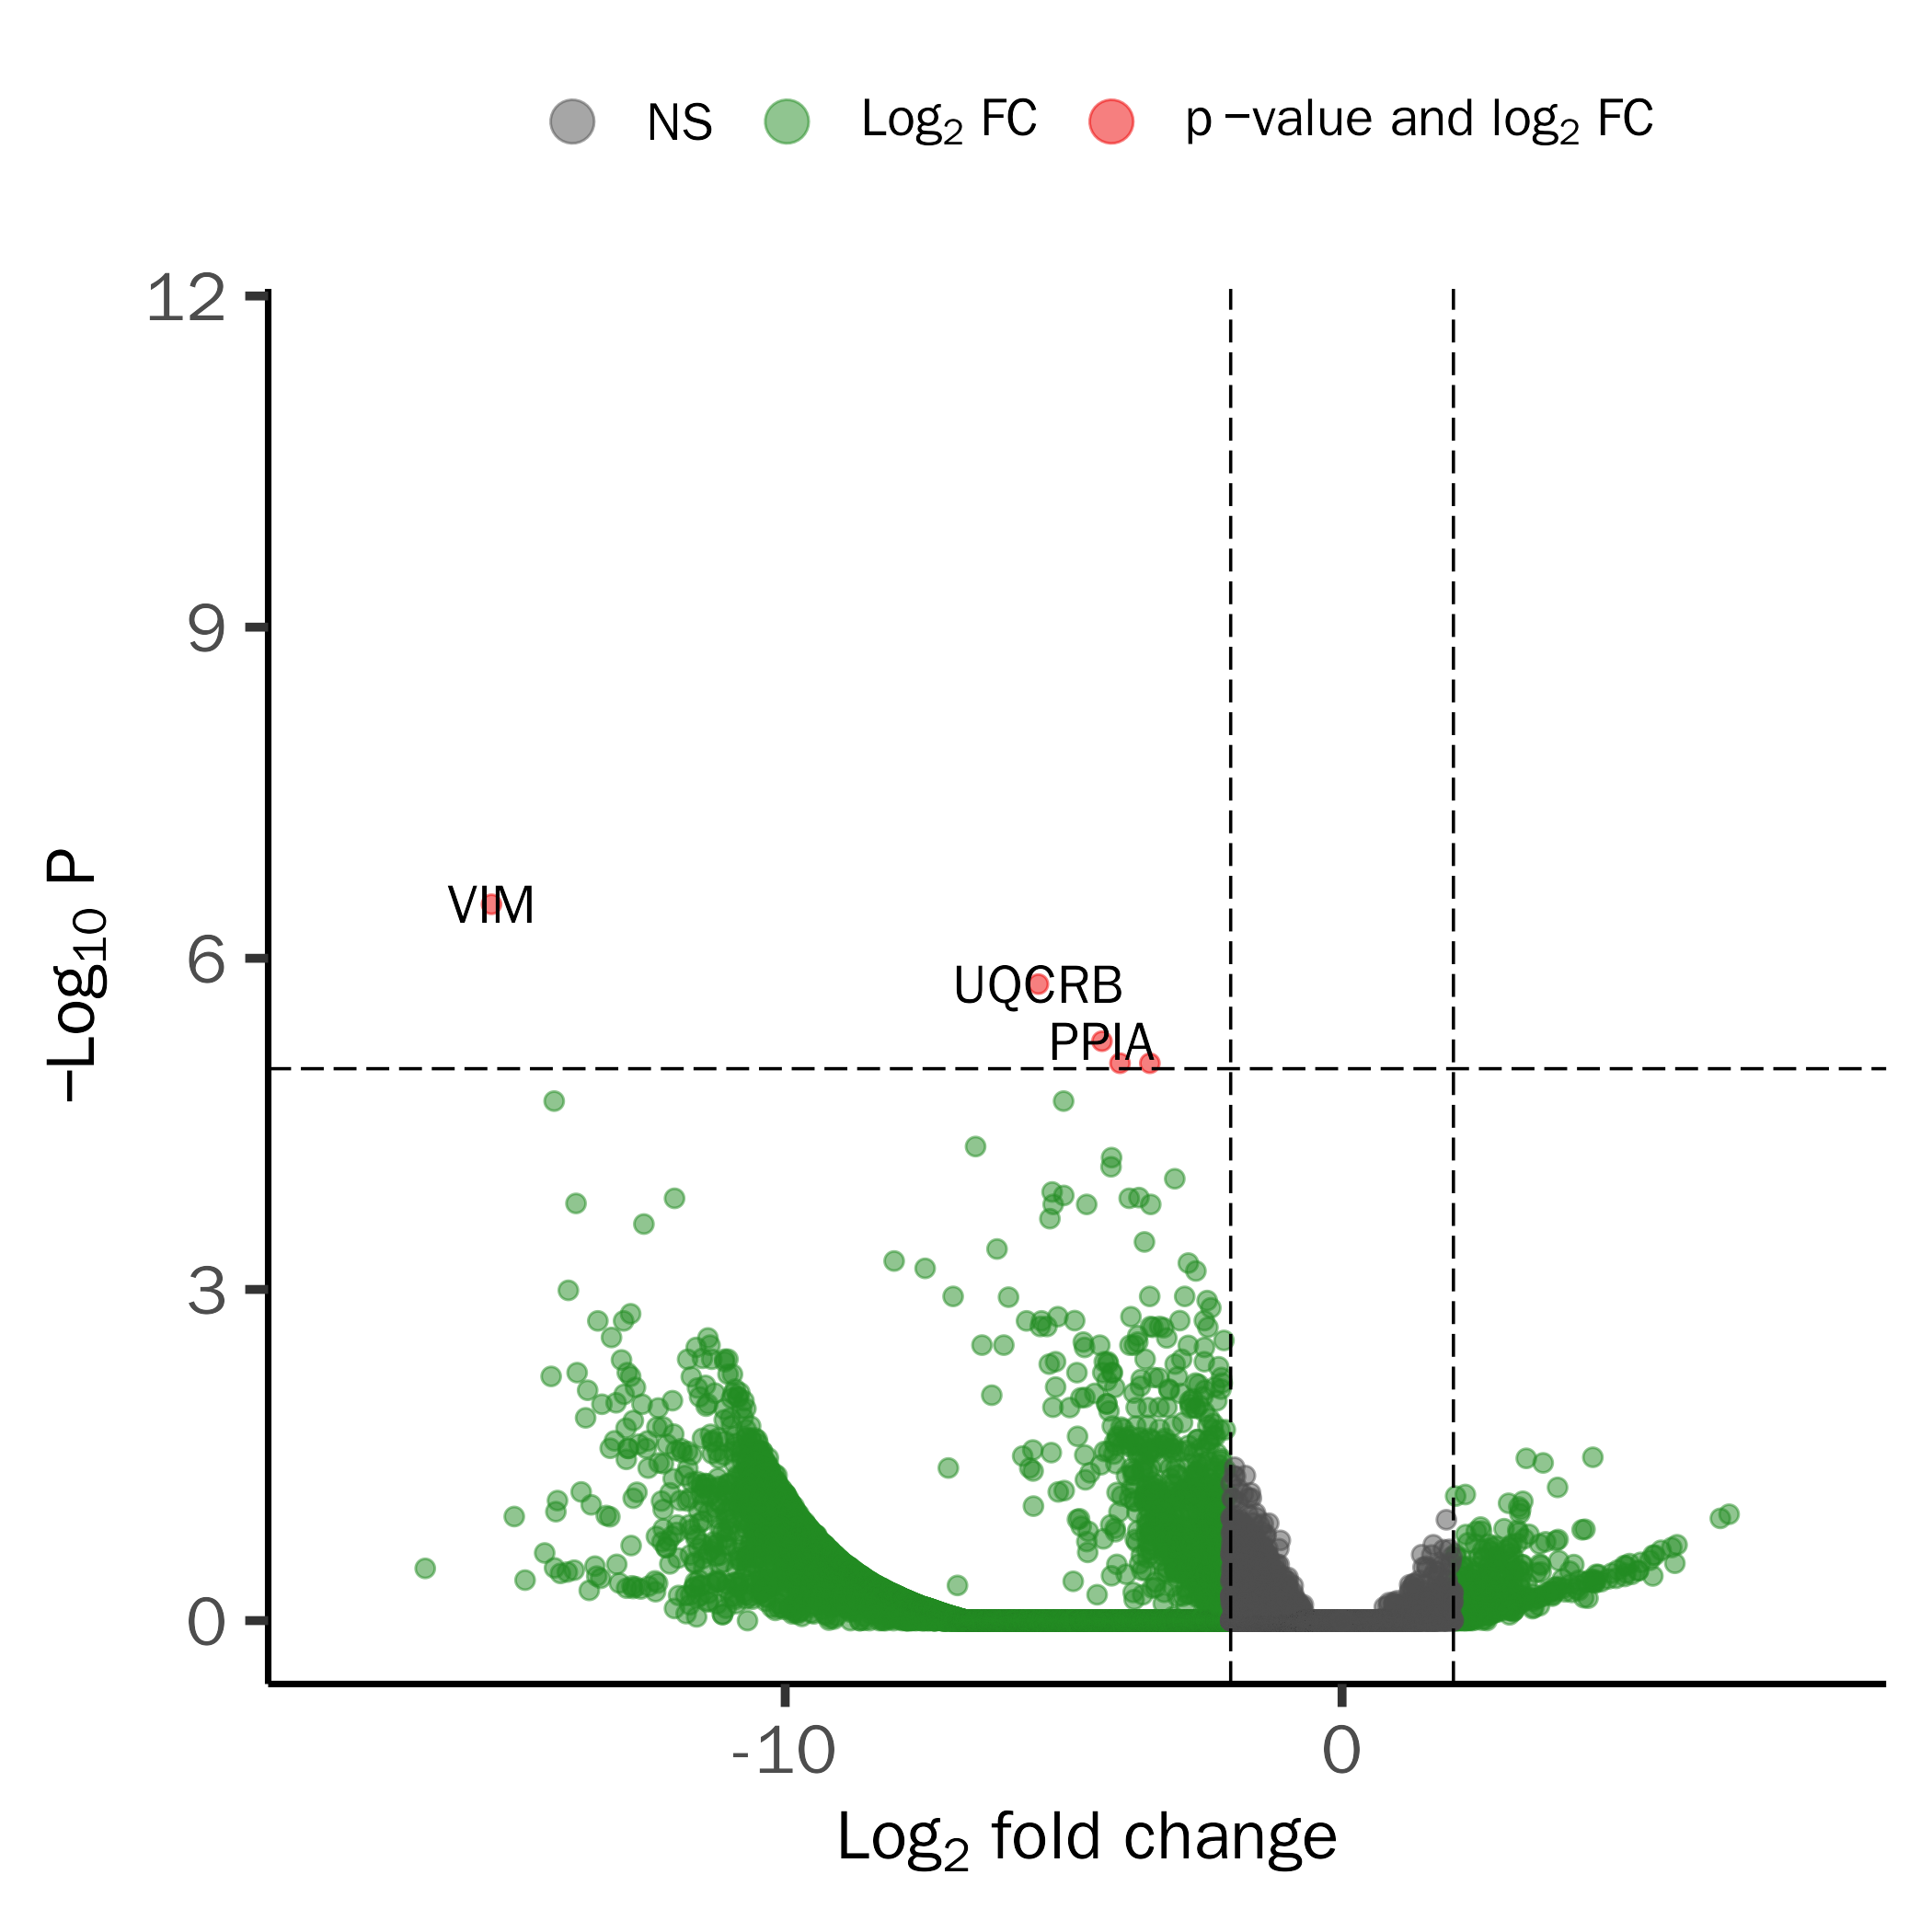 NS Log2 FC p −value and log2 FC
12
9
6
3
0
−Log10 P
VIM
UQCRB
PPIA
-10 0
Log2 fold change